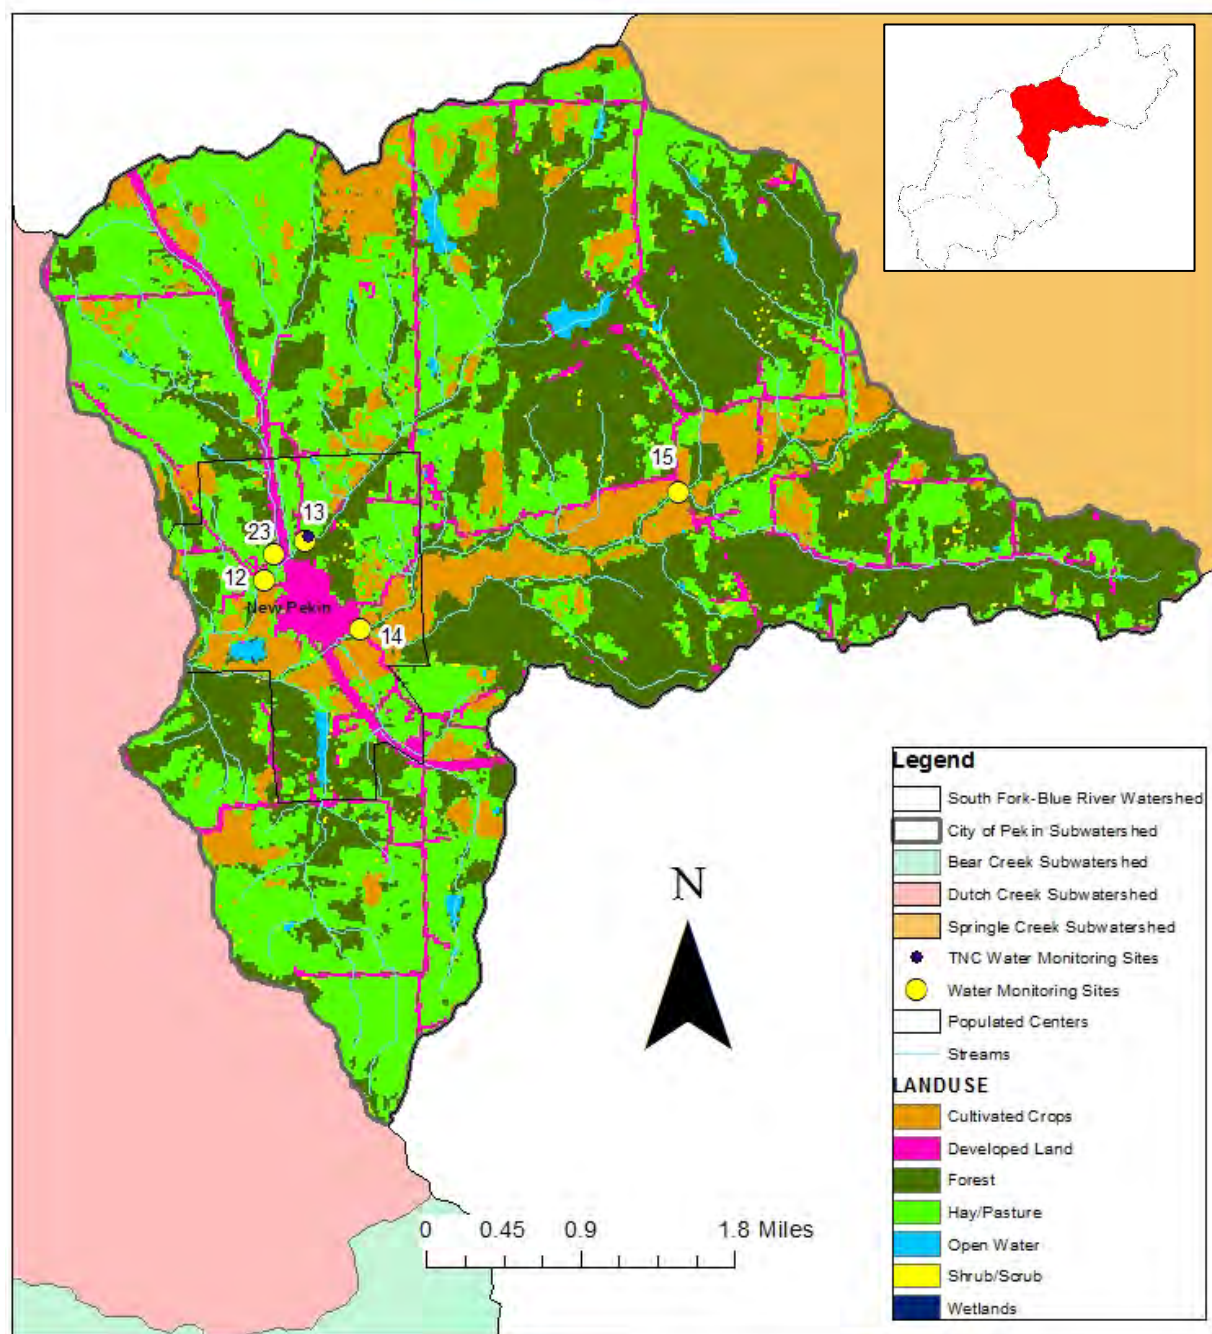 15
13
23
12
New Pekin
14
N
0 0.45 0.9 1.8 Miles
Legend
South Fork-Blue River Watershed
City of Pekin Subwatershed
Bear Creek Subwatershed
Dutch Creek Subwatershed
Springle Creek Subwatershed
TNC Water Monitoring Sites
Water Monitoring Sites
Populated Centers
Streams
LANDUSE
Cultivated Crops
Developed Land
Forest
Hay/Pasture
Open Water
Shrub/Scrub
Wetlands